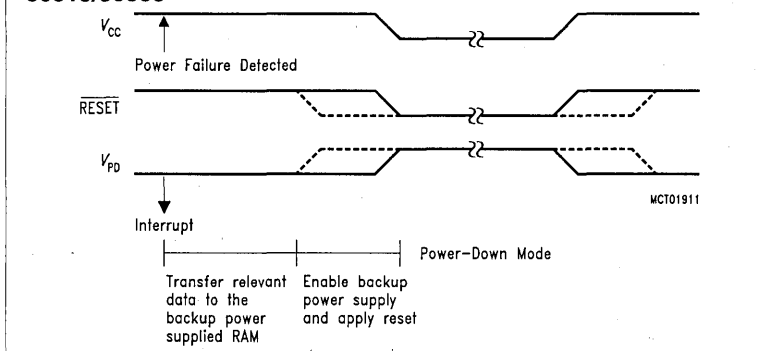 V_CC
Power Failure Detected
RESET
V_PD
MCT01911
Interrupt
Power-Down Mode
Transfer relevant
data to the
backup power
supplied RAM
Enable backup
power supply
and apply reset